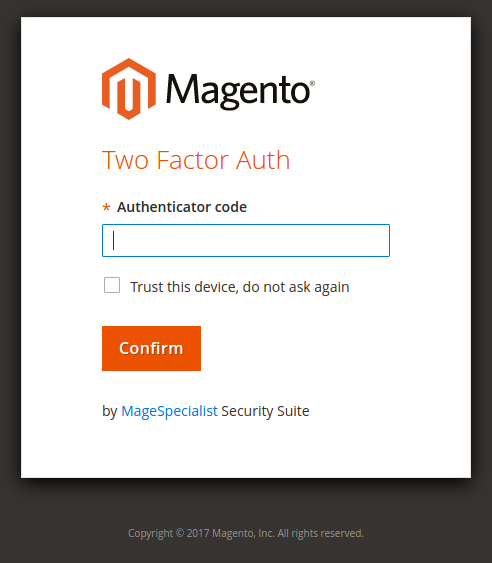 Magento®
Two Factor Auth
* Authenticator code
Trust this device, do not ask again
Confirm
by MageSpecialist Security Suite
Copyright © 2017 Magento, Inc. All rights reserved.